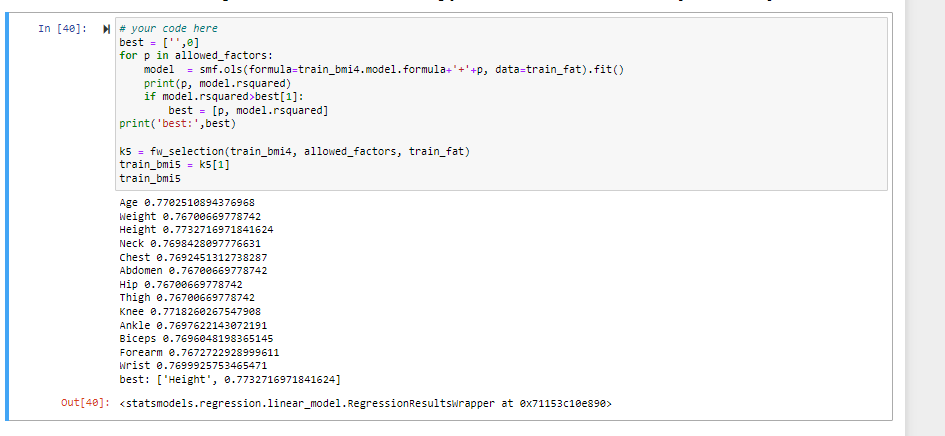 In [40]:
# your code here
best = ['',0]
for p in allowed_factors:
    model  = smf.ols(formula=train_bmi4.model.formula+'+'+p, data=train_fat).fit()
    print(p, model.rsquared)
    if model.rsquared>best[1]:
        best = [p, model.rsquared]
print('best:',best)

k5 = fw_selection(train_bmi4, allowed_factors, train_fat)
train_bmi5 = k5[1]
train_bmi5
Age 0.7702510894376968
Weight 0.76700669778742
Height 0.7732716971841624
Neck 0.7698428097776631
Chest 0.7692451312738287
Abdomen 0.76700669778742
Hip 0.76700669778742
Thigh 0.76700669778742
Knee 0.7718260267547908
Ankle 0.7697622143072191
Biceps 0.7696048198365145
Forearm 0.7672722928999611
Wrist 0.7699925753465471
best: ['Height', 0.7732716971841624]
Out[40]: <statsmodels.regression.linear_model.RegressionResultsWrapper at 0x71153c10e890>